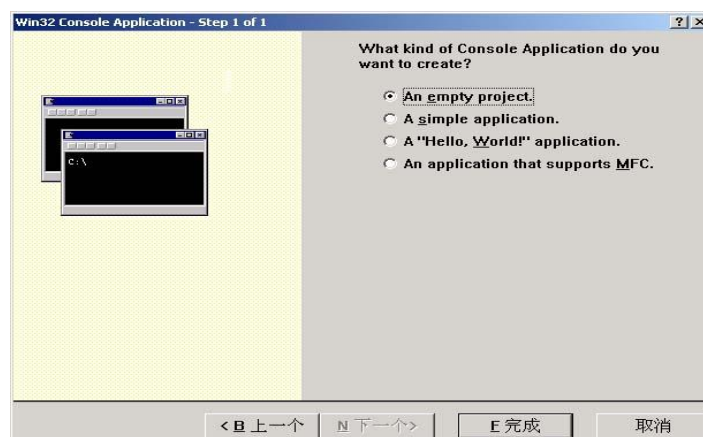 Win32 Console Application - Step 1 of 1
What kind of Console Application do you
want to create?
An empty project.
A simple application.
A "Hello, World!" application.
An application that supports MFC.
C:\
< B 上一个
N 下一个>
F 完成
取消